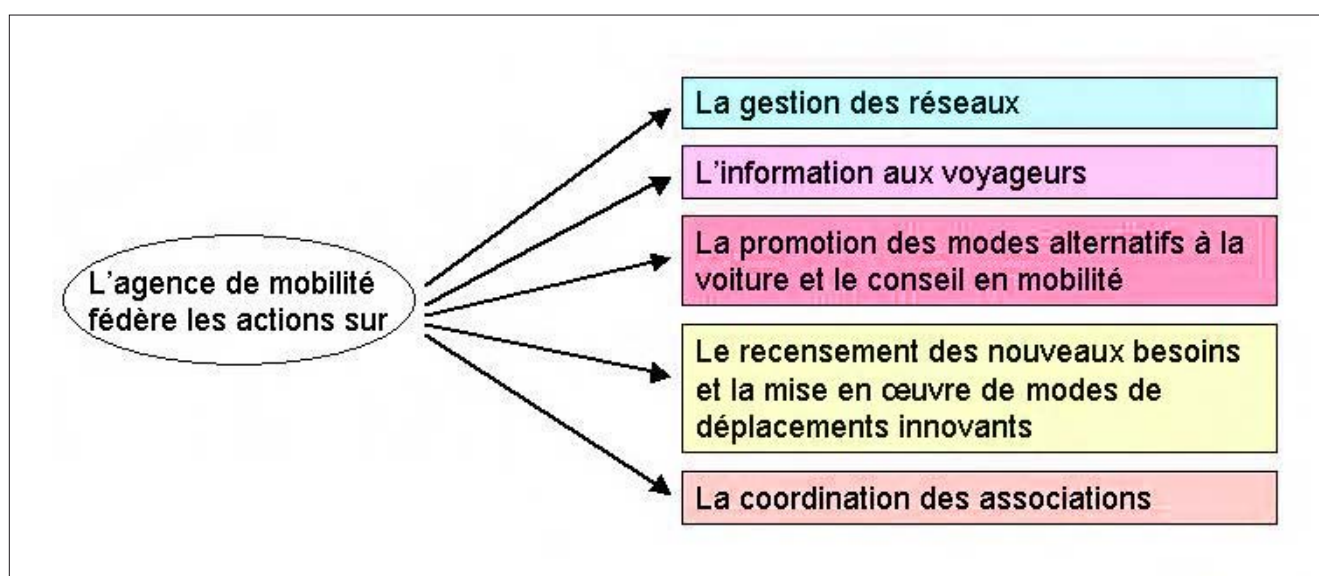 L'agence de mobilité
fédère les actions sur
La gestion des réseaux
L'information aux voyageurs
La promotion des modes alternatifs à la
voiture et le conseil en mobilité
Le recensement des nouveaux besoins
et la mise en œuvre de modes de
déplacements innovants
La coordination des associations